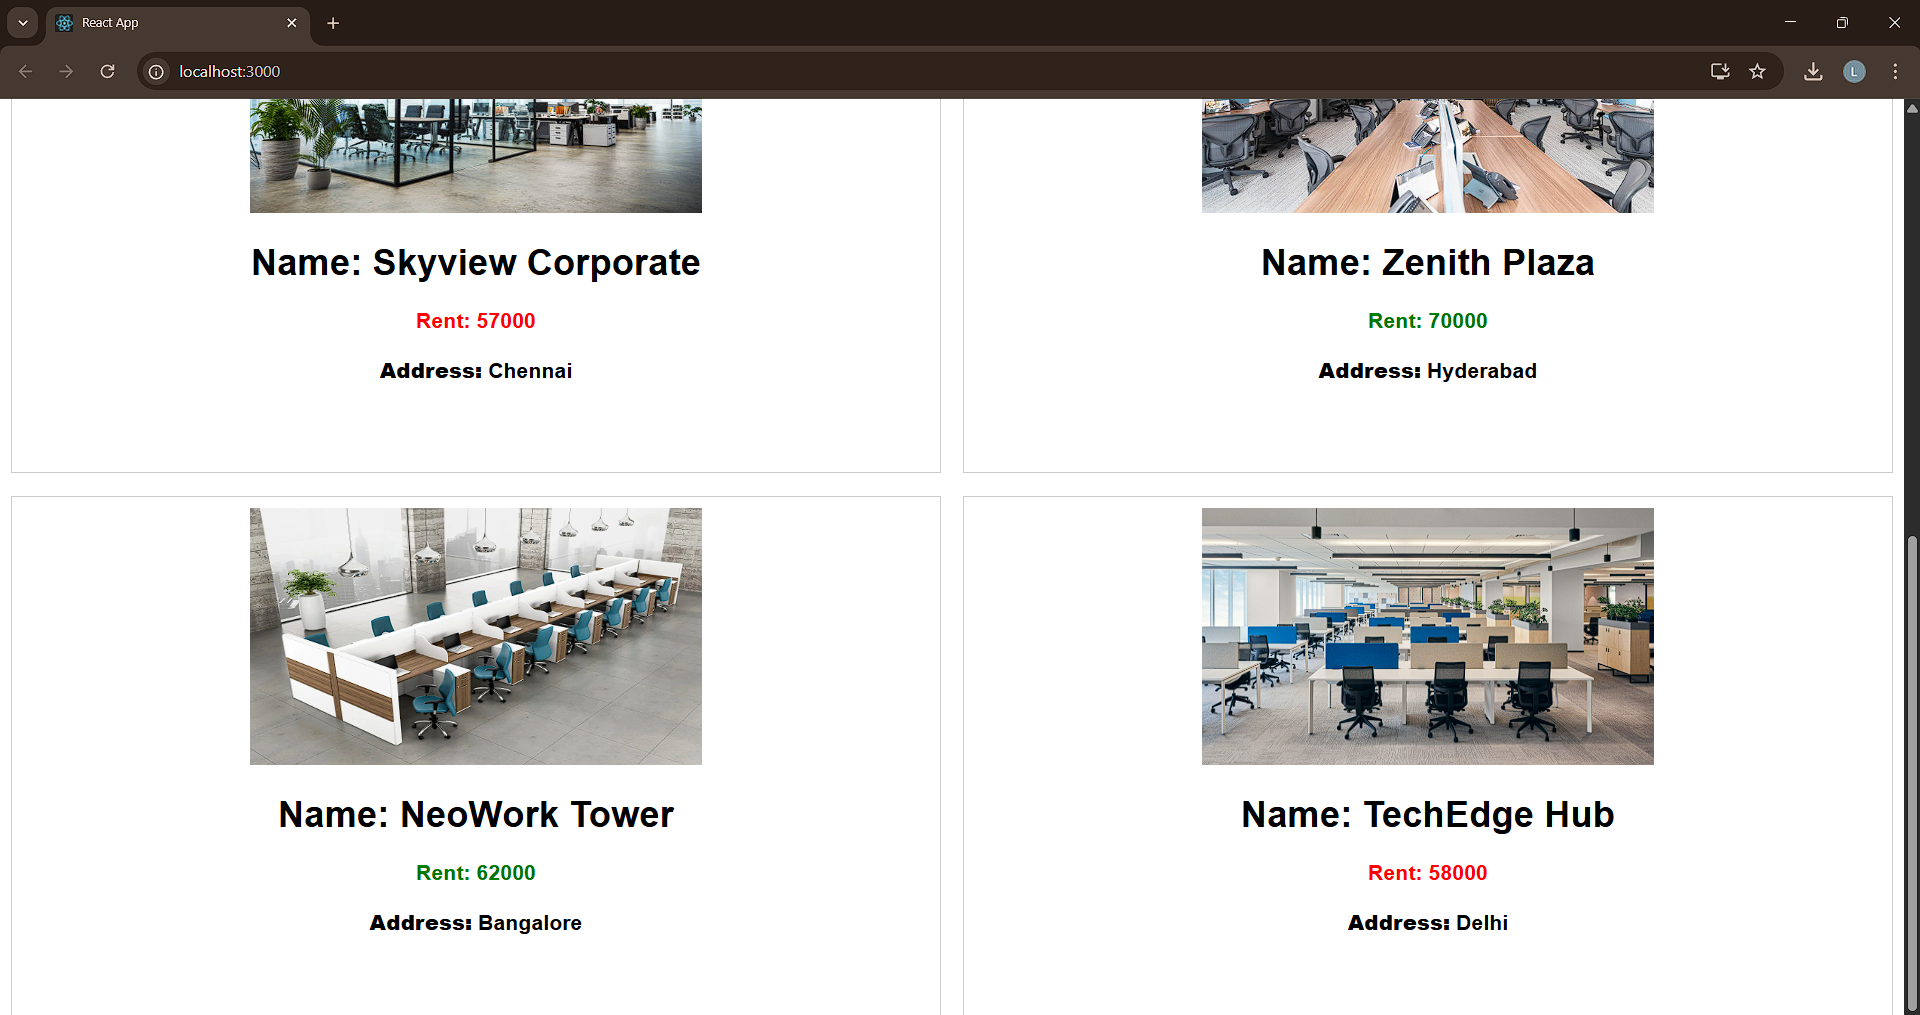 React App
localhost:3000
L
Name: Skyview Corporate
Rent: 57000
Address: Chennai
Name: Zenith Plaza
Rent: 70000
Address: Hyderabad
Name: NeoWork Tower
Rent: 62000
Address: Bangalore
Name: TechEdge Hub
Rent: 58000
Address: Delhi